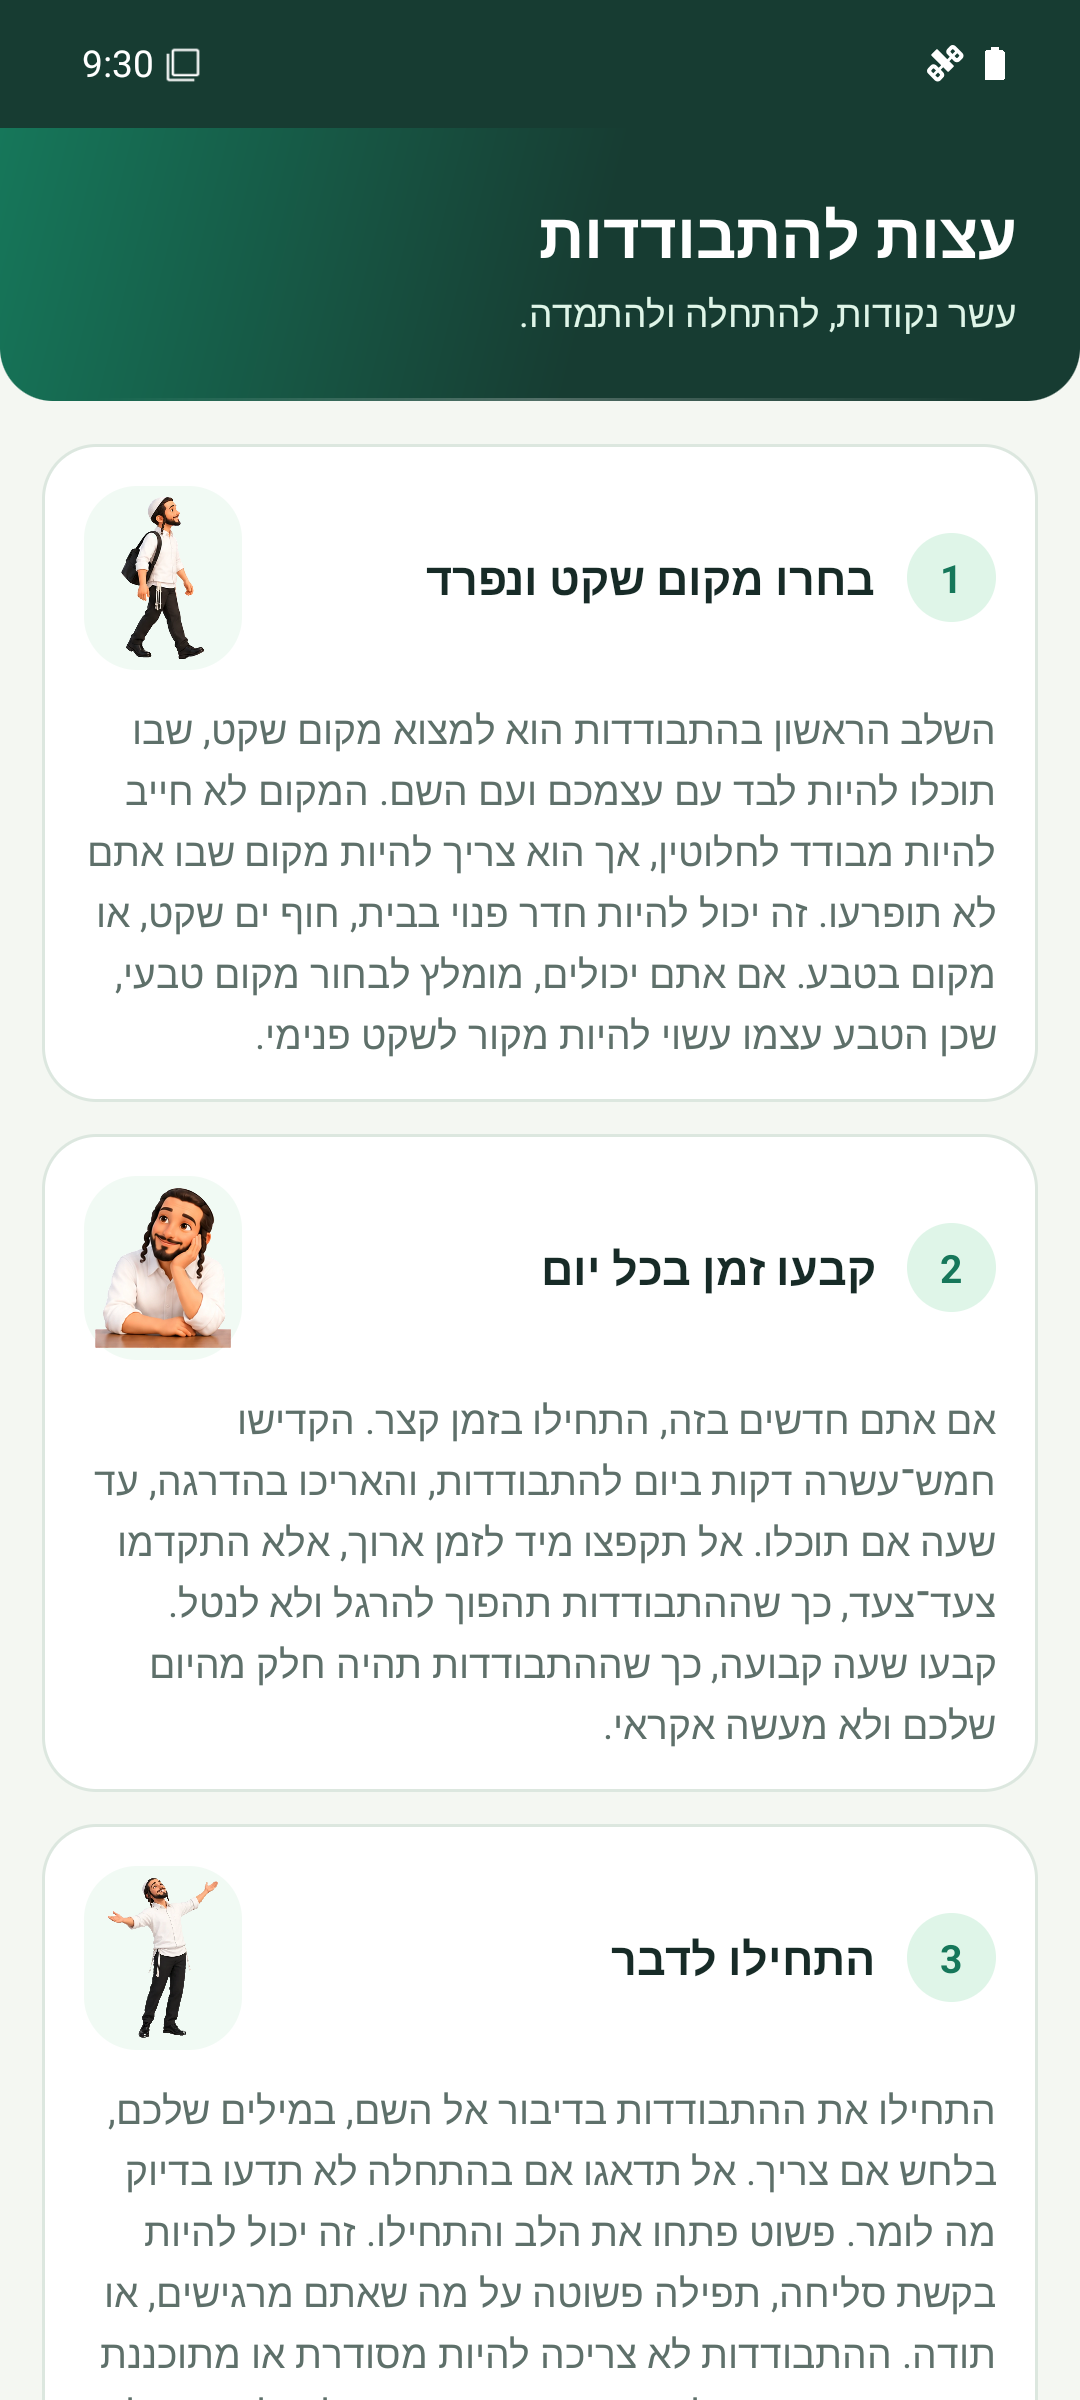 9:30
עצות להתבודדות
עשר נקודות, להתחלה ולהתמדה.
1
בחרו מקום שקט ונפרד
השלב הראשון בהתבודדות הוא למצוא מקום שקט, שבו
תוכלו להיות לבד עם עצמכם ועם השם. המקום לא חייב
להיות מבודד לחלוטין, אך הוא צריך להיות מקום שבו אתם
לא תופרעו. זה יכול להיות חדר פנוי בבית, חוף ים שקט, או
מקום בטבע. אם אתם יכולים, מומלץ לבחור מקום טבעי,
שכן הטבע עצמו עשוי להיות מקור לשקט פנימי.
2
קבעו זמן בכל יום
אם אתם חדשים בזה, התחילו בזמן קצר. הקדישו
חמש־עשרה דקות ביום להתבודדות, והאריכו בהדרגה, עד
שעה אם תוכלו. אל תקפצו מיד לזמן ארוך, אלא התקדמו
צעד־צעד, כך שההתבודדות תהפוך להרגל ולא לנטל.
קבעו שעה קבועה, כך שההתבודדות תהיה חלק מהיום
שלכם ולא מעשה אקראי.
3
התחילו לדבר
התחילו את ההתבודדות בדיבור אל השם, במילים שלכם,
בלחש אם צריך. אל תדאגו אם בהתחלה לא תדעו בדיוק
מה לומר. פשוט פתחו את הלב והתחילו. זה יכול להיות
בקשת סליחה, תפילה פשוטה על מה שאתם מרגישים, או
תודה. ההתבודדות לא צריכה להיות מסודרת או מתוכננת